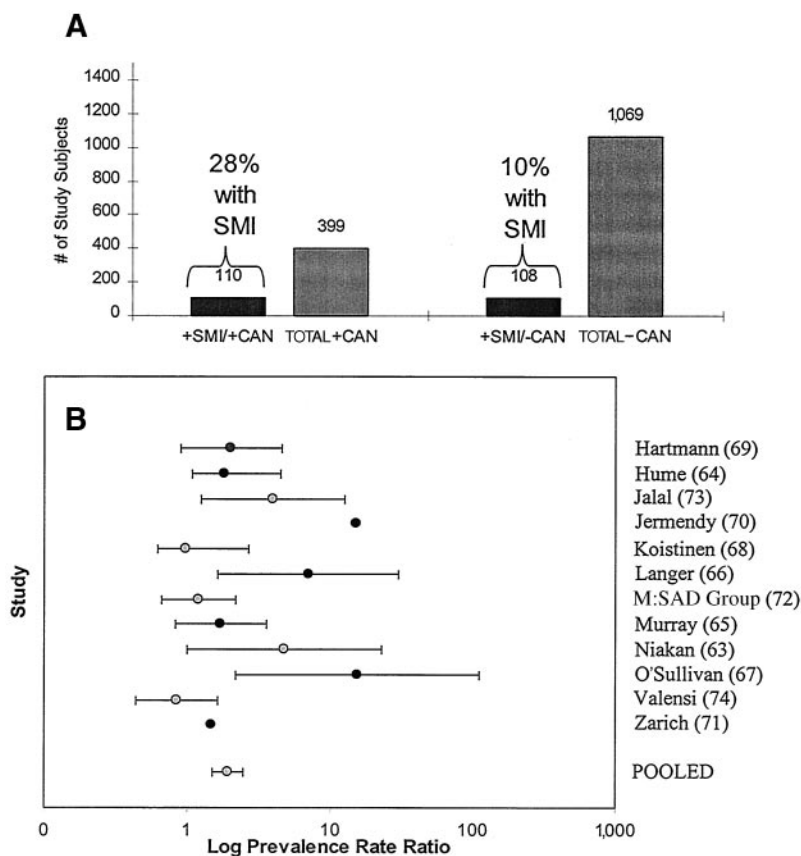 A
# of Study Subjects
1400
1200
1000
800
600
400
200
0
28%
with
SMI
110
399
10%
with
SMI
108
1,069
+SMI/+CAN
TOTAL+CAN
+SMI/-CAN
TOTAL−CAN
B
Study
Hartmann (69)
Hume (64)
Jalal (73)
Jermendy (70)
Koistinen (68)
Langer (66)
M:SAD Group (72)
Murray (65)
Niakan (63)
O'Sullivan (67)
Valensi (74)
Zarich (71)
POOLED
0
1
10
100
1,000
Log Prevalence Rate Ratio